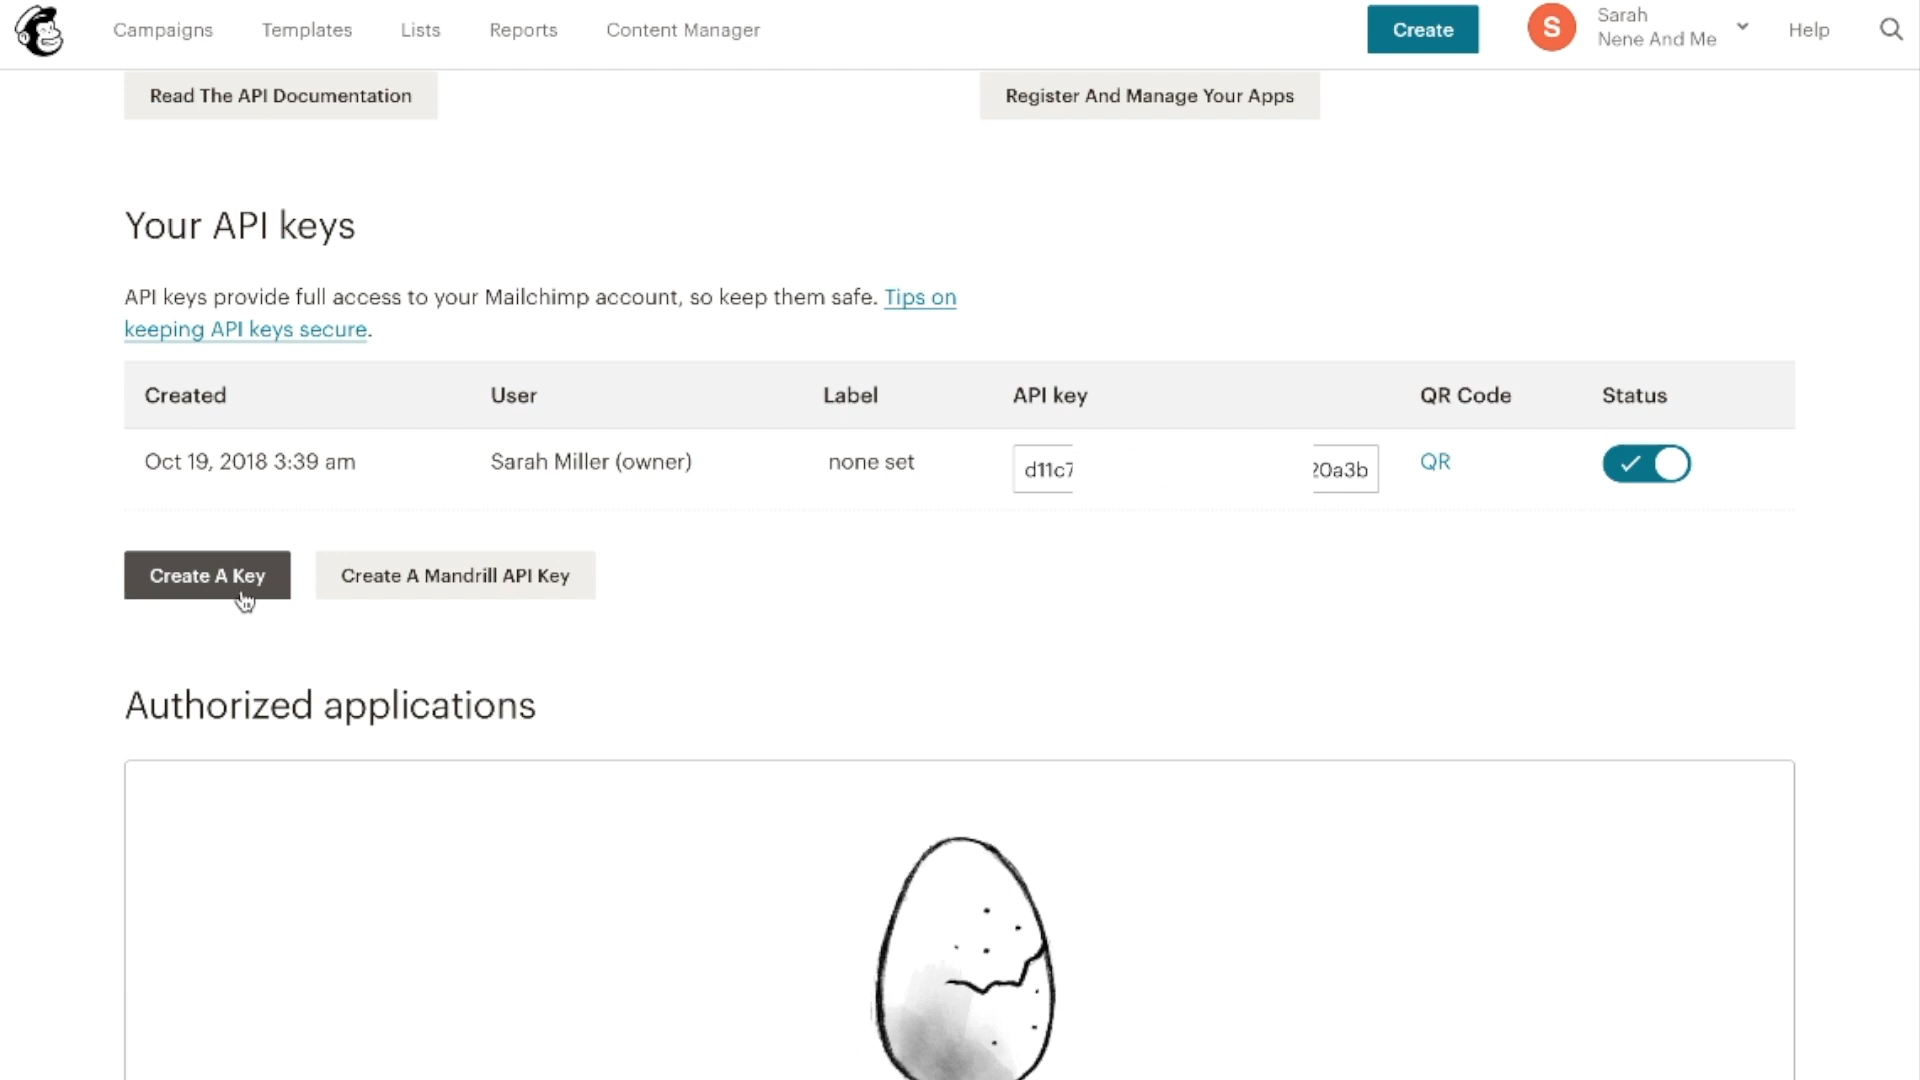 Campaigns Templates Lists Reports Content Manager Create S Sarah Help
Nene And Me
Read The API Documentation Register And Manage Your Apps
Your API keys
API keys provide full access to your Mailchimp account, so keep them safe. Tips on
keeping API keys secure.
Created User Label API key QR Code Status
Oct 19, 2018 3:39 am Sarah Miller (owner) none set d11c7 20a3b QR
Create A Key Create A Mandrill API Key
Authorized applications